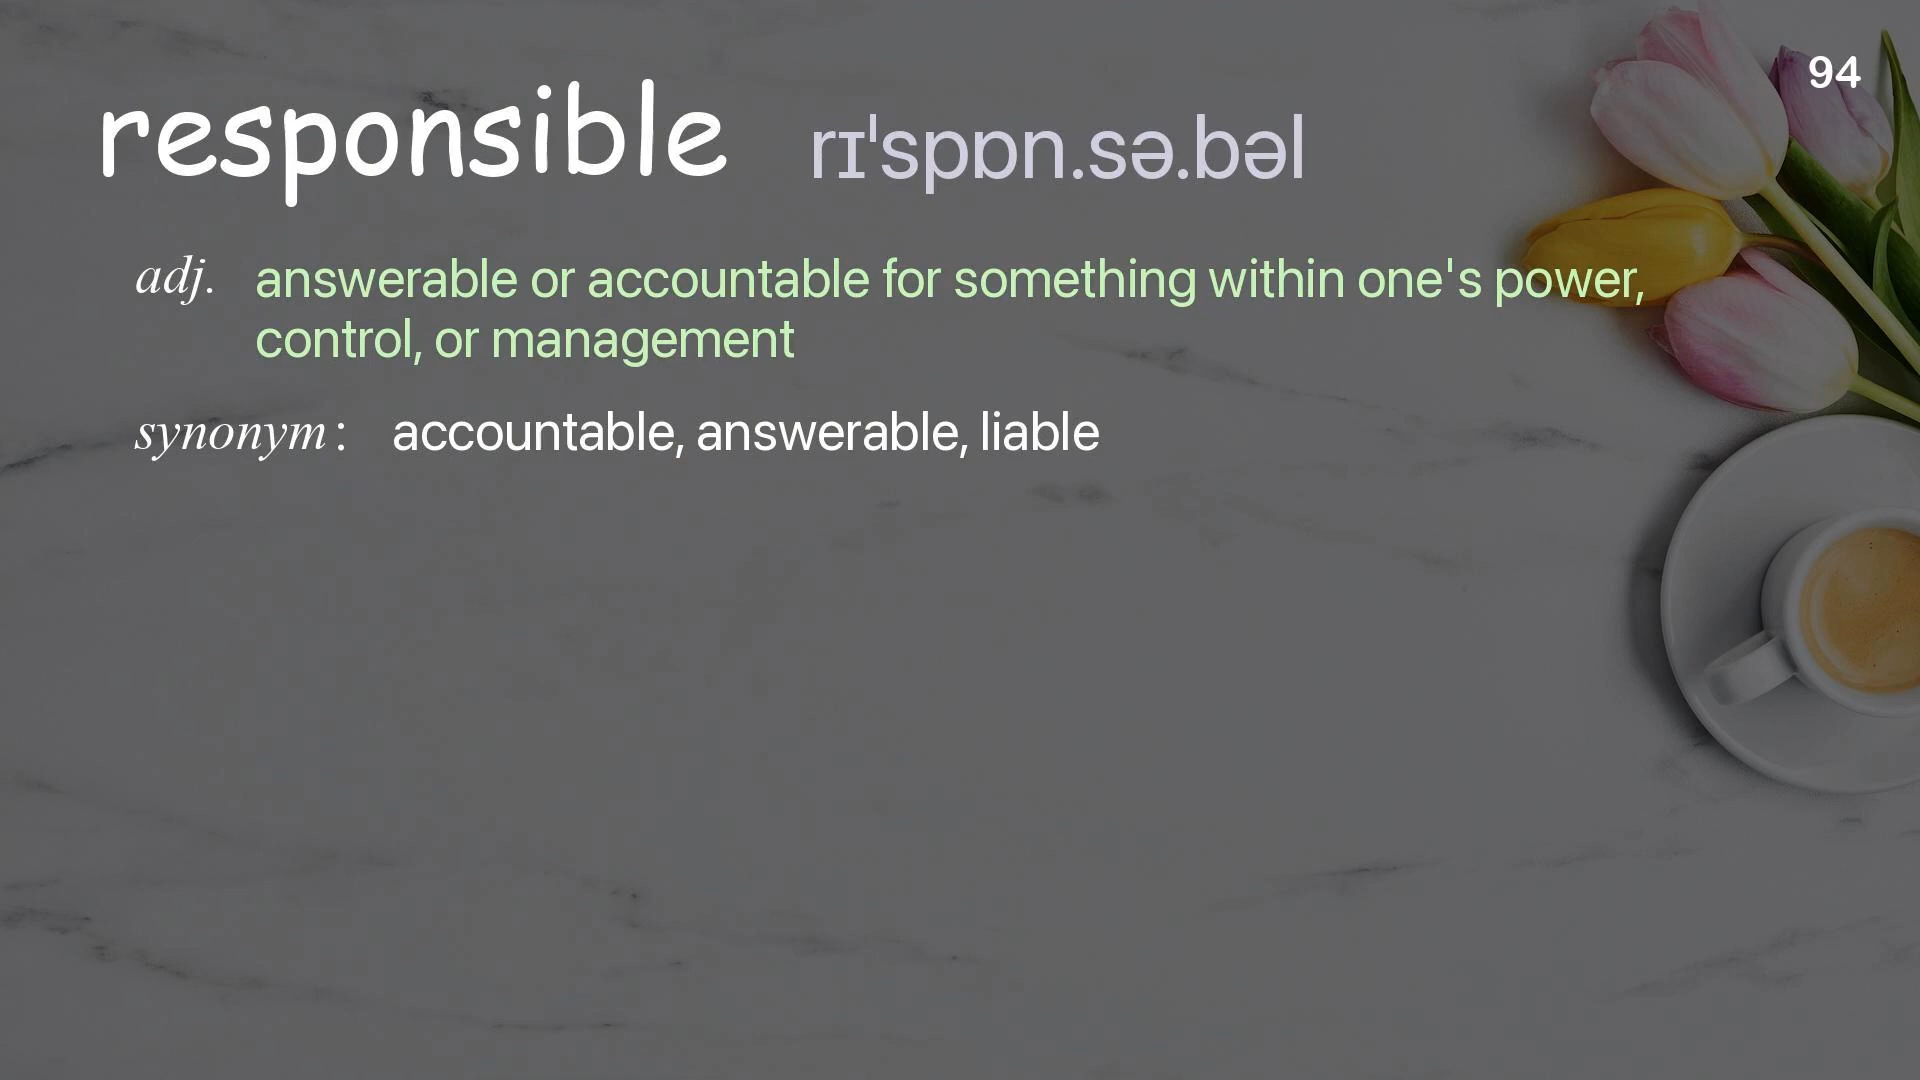 94
responsible rɪˈspɒn.sə.bəl
adj. answerable or accountable for something within one's power,
control, or management
synonym: accountable, answerable, liable